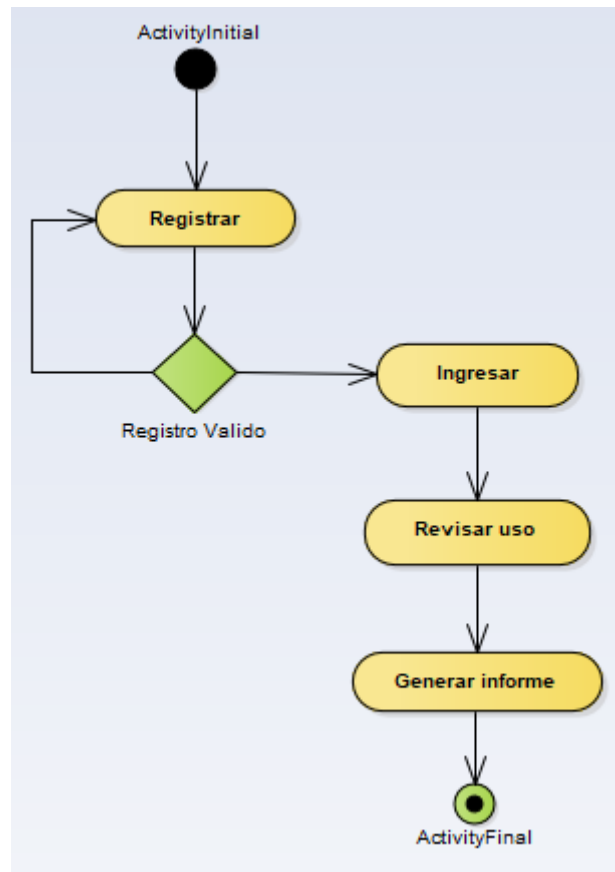 ActivityInitial
Registrar
Registro Valido
Ingresar
Revisar uso
Generar informe
ActivityFinal